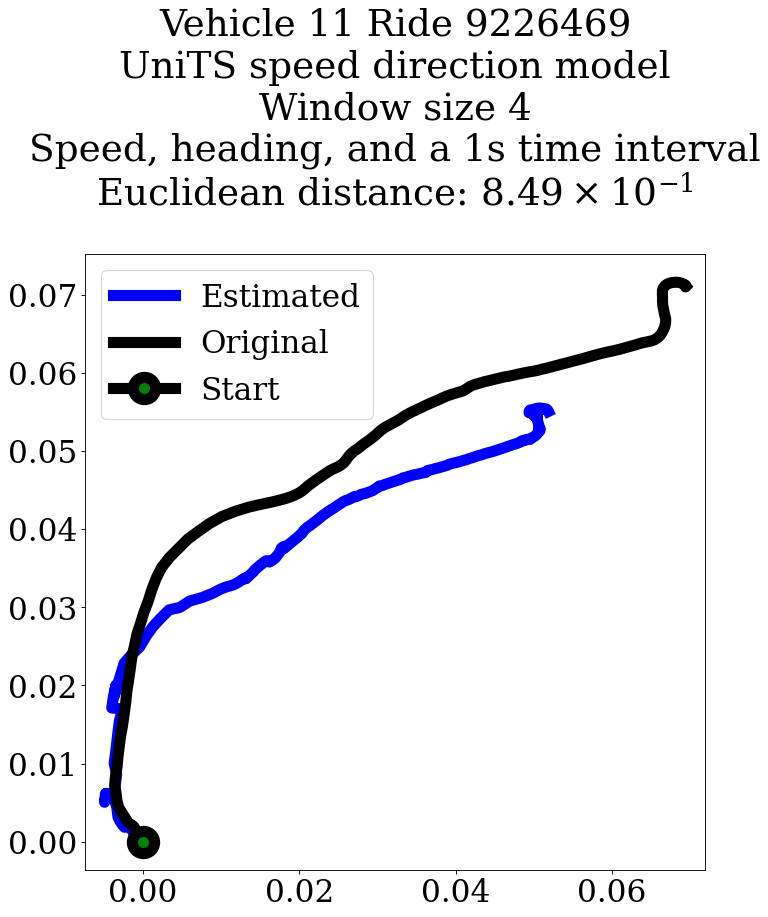 Vehicle 11 Ride 9226469
UniTS speed direction model
Window size 4
Speed, heading, and a 1s time interval
Euclidean distance: 8.49 × 10⁻¹
Estimated
Original
Start
0.07
0.06
0.05
0.04
0.03
0.02
0.01
0.00
0.00 0.02 0.04 0.06